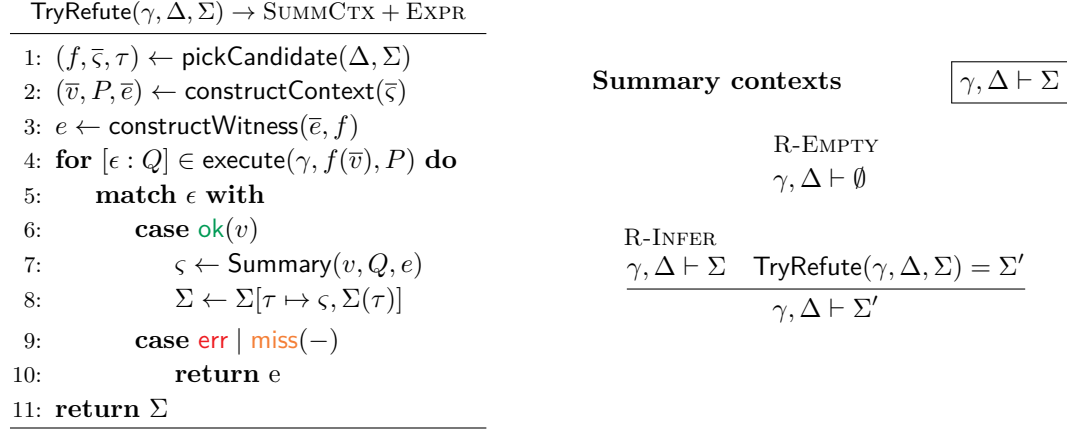 TryRefute(γ, Δ, Σ) → SUMMCTX + EXPR
1: (f, ς̅, τ) ← pickCandidate(Δ, Σ)
2: (v̅, P, e̅) ← constructContext(ς̅)
3: e ← constructWitness(e̅, f)
4: for [ϵ : Q] ∈ execute(γ, f(v̅), P) do
5: match ϵ with
6: case ok(v)
7: ς ← Summary(v, Q, e)
8: Σ ← Σ[τ ↦ ς, Σ(τ)]
9: case err | miss(−)
10: return e
11: return Σ
Summary contexts γ, Δ ⊢ Σ
R-EMPTY
γ, Δ ⊢ ∅
R-INFER
γ, Δ ⊢ Σ TryRefute(γ, Δ, Σ) = Σ′
γ, Δ ⊢ Σ′